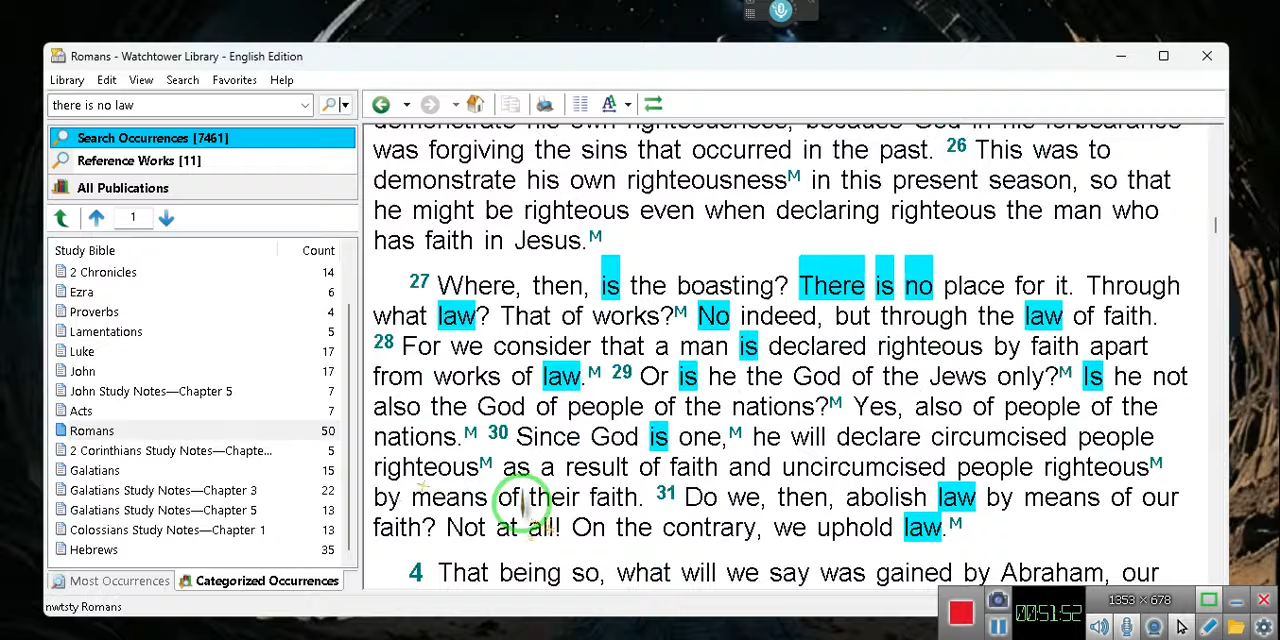 Romans - Watchtower Library - English Edition
Library Edit View Search Favorites Help
there is no law
Search Occurrences [7461]
Reference Works [11]
All Publications
1
Study Bible Count
2 Chronicles 14
Ezra 6
Proverbs 4
Lamentations 5
Luke 17
John 17
John Study Notes—Chapter 5 7
Acts 7
Romans 50
2 Corinthians Study Notes—Chapte... 5
Galatians 15
Galatians Study Notes—Chapter 3 22
Galatians Study Notes—Chapter 5 13
Colossians Study Notes—Chapter 1 13
Hebrews 35
Most Occurrences Categorized Occurrences
nwtsty Romans
demonstrate his own righteousness, because God in his forbearance
was forgiving the sins that occurred in the past. 26 This was to
demonstrate his own righteousness M in this present season, so that
he might be righteous even when declaring righteous the man who
has faith in Jesus. M
27 Where, then, is the boasting? There is no place for it. Through
what law? That of works? M No indeed, but through the law of faith.
28 For we consider that a man is declared righteous by faith apart
from works of law. M 29 Or is he the God of the Jews only? M Is he not
also the God of people of the nations? M Yes, also of people of the
nations. M 30 Since God is one, M he will declare circumcised people
righteous M as a result of faith and uncircumcised people righteous M
by means of their faith. 31 Do we, then, abolish law by means of our
faith? Not at all! On the contrary, we uphold law. M
4 That being so, what will we say was gained by Abraham, our
1353 × 678
00:51:52